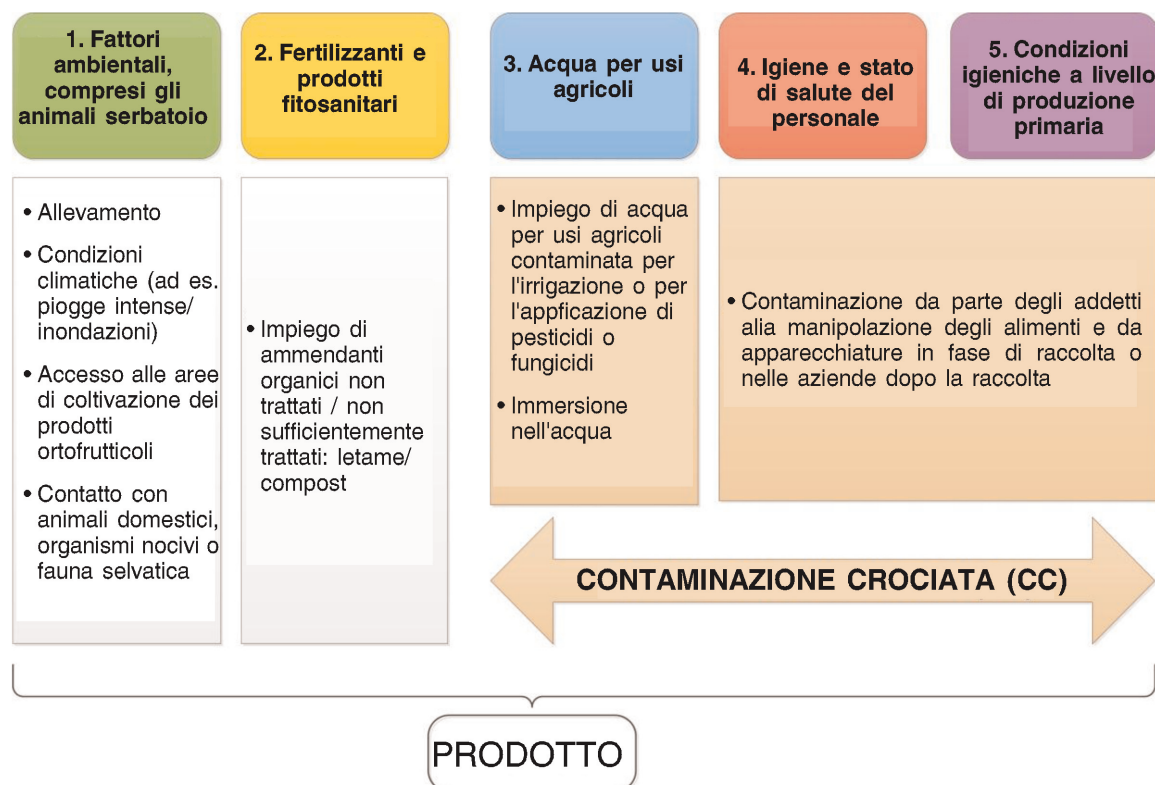 1. Fattori
ambientali,
compresi gli
animali serbatoio
2. Fertilizzanti e
prodotti
fitosanitari
3. Acqua per usi
agricoli
4. Igiene e stato
di salute del
personale
5. Condizioni
igieniche a livello
di produzione
primaria
• Allevamento
• Condizioni
climatiche (ad es.
piogge intense/
inondazioni)
• Accesso alle aree
di coltivazione dei
prodotti
ortofrutticoli
• Contatto con
animali domestici,
organismi nocivi o
fauna selvatica
• Impiego di
ammendanti
organici non
trattati / non
sufficientemente
trattati: letame/
compost
• Impiego di acqua
per usi agricoli
contaminata per
l'irrigazione o per
l'appficazione di
pesticidi o
fungicidi
• Immersione
nell'acqua
• Contaminazione da parte degli addetti
alia manipolazione degli alimenti e da
apparecchiature in fase di raccolta o
nelle aziende dopo la raccolta
CONTAMINAZIONE CROCIATA (CC)
PRODOTTO